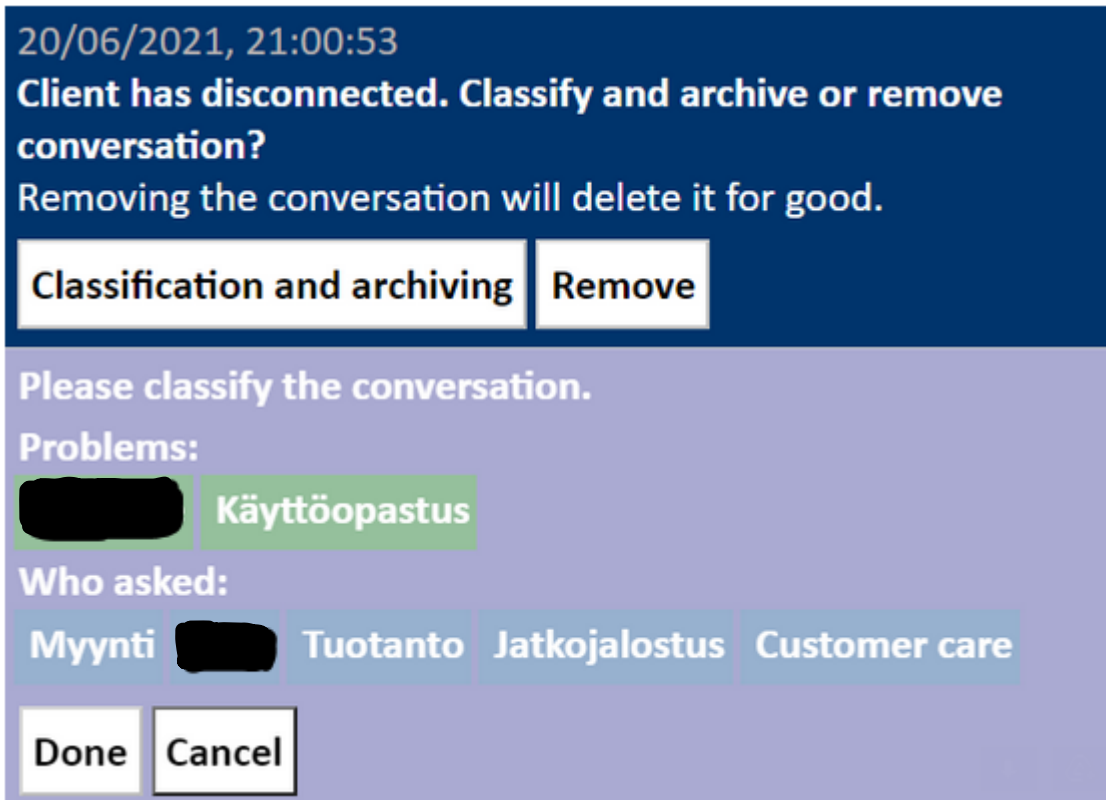 20/06/2021, 21:00:53
Client has disconnected. Classify and archive or remove
conversation?
Removing the conversation will delete it for good.
Classification and archiving Remove
Please classify the conversation.
Problems:
Käyttöopastus
Who asked:
Myynti Tuotanto Jatkojalostus Customer care
Done Cancel